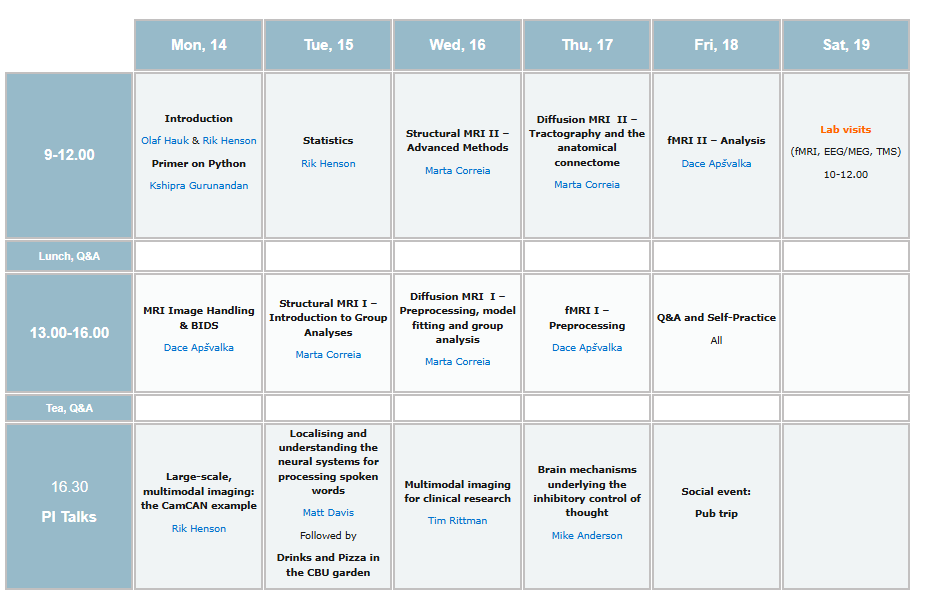 Mon, 14
Tue, 15
Wed, 16
Thu, 17
Fri, 18
Sat, 19
9-12.00
Introduction
Olaf Hauk & Rik Henson
Primer on Python
Kshipra Gurunandan
Statistics
Rik Henson
Structural MRI II –
Advanced Methods
Marta Correia
Diffusion MRI  II –
Tractography and the
anatomical
connectome
Marta Correia
fMRI II – Analysis
Dace Apšvalka
Lab visits
(fMRI, EEG/MEG, TMS)
10-12.00
Lunch, Q&A
13.00-16.00
MRI Image Handling
& BIDS
Dace Apšvalka
Structural MRI I –
Introduction to Group
Analyses
Marta Correia
Diffusion MRI  I –
Preprocessing, model
fitting and group
analysis
Marta Correia
fMRI I –
Preprocessing
Dace Apšvalka
Q&A and Self-Practice
All
Tea, Q&A
16.30
PI Talks
Large-scale,
multimodal imaging:
the CamCAN example
Rik Henson
Localising and
understanding the
neural systems for
processing spoken
words
Matt Davis
Followed by
Drinks and Pizza in
the CBU garden
Multimodal imaging
for clinical research
Tim Rittman
Brain mechanisms
underlying the
inhibitory control of
thought
Mike Anderson
Social event:
Pub trip